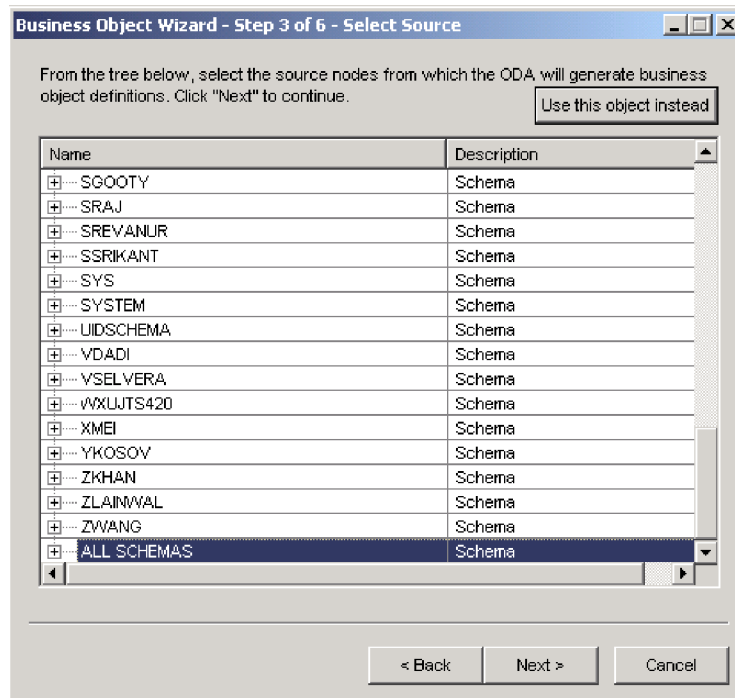 Business Object Wizard - Step 3 of 6 - Select Source
From the tree below, select the source nodes from which the ODA will generate business
object definitions. Click "Next" to continue.
Use this object instead
Name Description
SGOOTY Schema
SRAJ Schema
SREVANUR Schema
SSRIKANT Schema
SYS Schema
SYSTEM Schema
UIDSCHEMA Schema
VDADI Schema
VSELVERA Schema
WXUJTS420 Schema
XMEI Schema
YKOSOV Schema
ZKHAN Schema
ZLAINWAL Schema
ZWANG Schema
ALL SCHEMAS Schema
< Back Next > Cancel